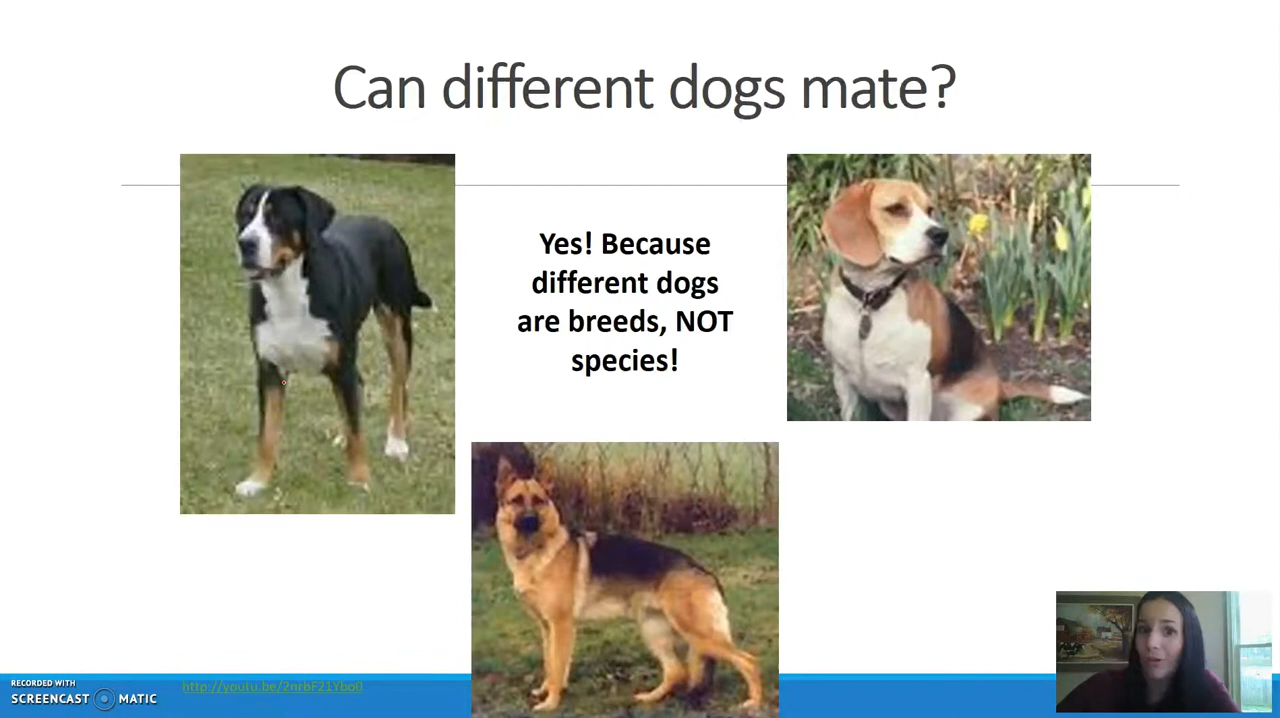 Can different dogs mate?
Yes! Because
different dogs
are breeds, NOT
species!
http://youtu.be/2nrbF21Yba0
RECORDED WITH
SCREENCAST MATIC